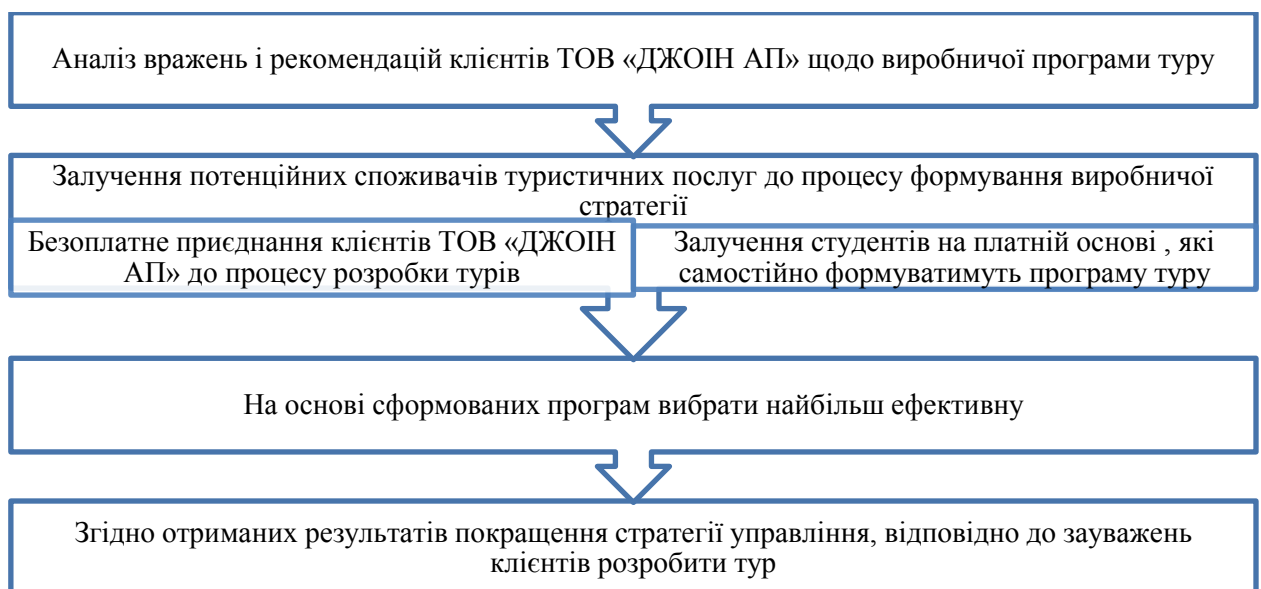 Аналіз вражень і рекомендацій клієнтів ТОВ «ДЖОІН АП» щодо виробничої програми туру
Залучення потенційних споживачів туристичних послуг до процесу формування виробничої
стратегії
Безоплатне приєднання клієнтів ТОВ «ДЖОІН
АП» до процесу розробки турів
Залучення студентів на платній основі , які
самостійно формуватимуть програму туру
На основі сформованих програм вибрати найбільш ефективну
Згідно отриманих результатів покращення стратегії управління, відповідно до зауважень
клієнтів розробити тур